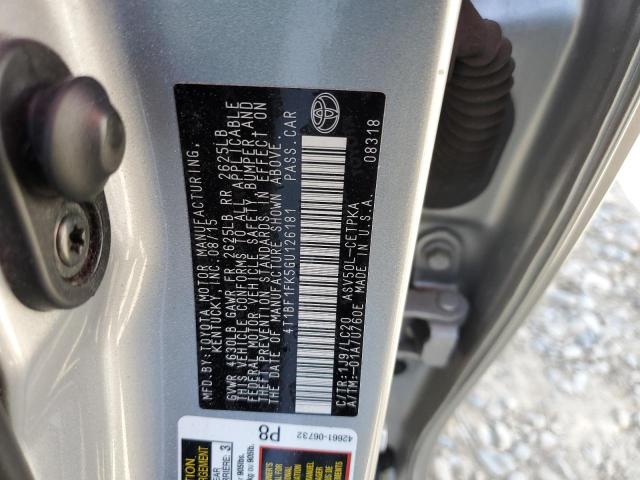 MFD.BY:TOYOTA MOTOR MANUFACTURING,
KENTUCKY, INC. 08/15
GVWR 4630LB GAWR FR. 2625LB RR 2625LB
THIS VEHICLE CONFORMS TO ALL APPLICABLE
FEDERAL MOTOR VEHICLE SAFETY, BUMPER, AND
THEFT PREVENTION STANDARDS IN EFFECT ON
THE DATE OF MANUFACTURE SHOWN ABOVE.
4T1BF1FK5GU126181 PASS.CAR
C/TR:1J9/LC20 ASV50L-CETPKA
A/TM:-01A/U760E MADE IN U.S.A. 08318
TOYOTA
42661-06732
P8